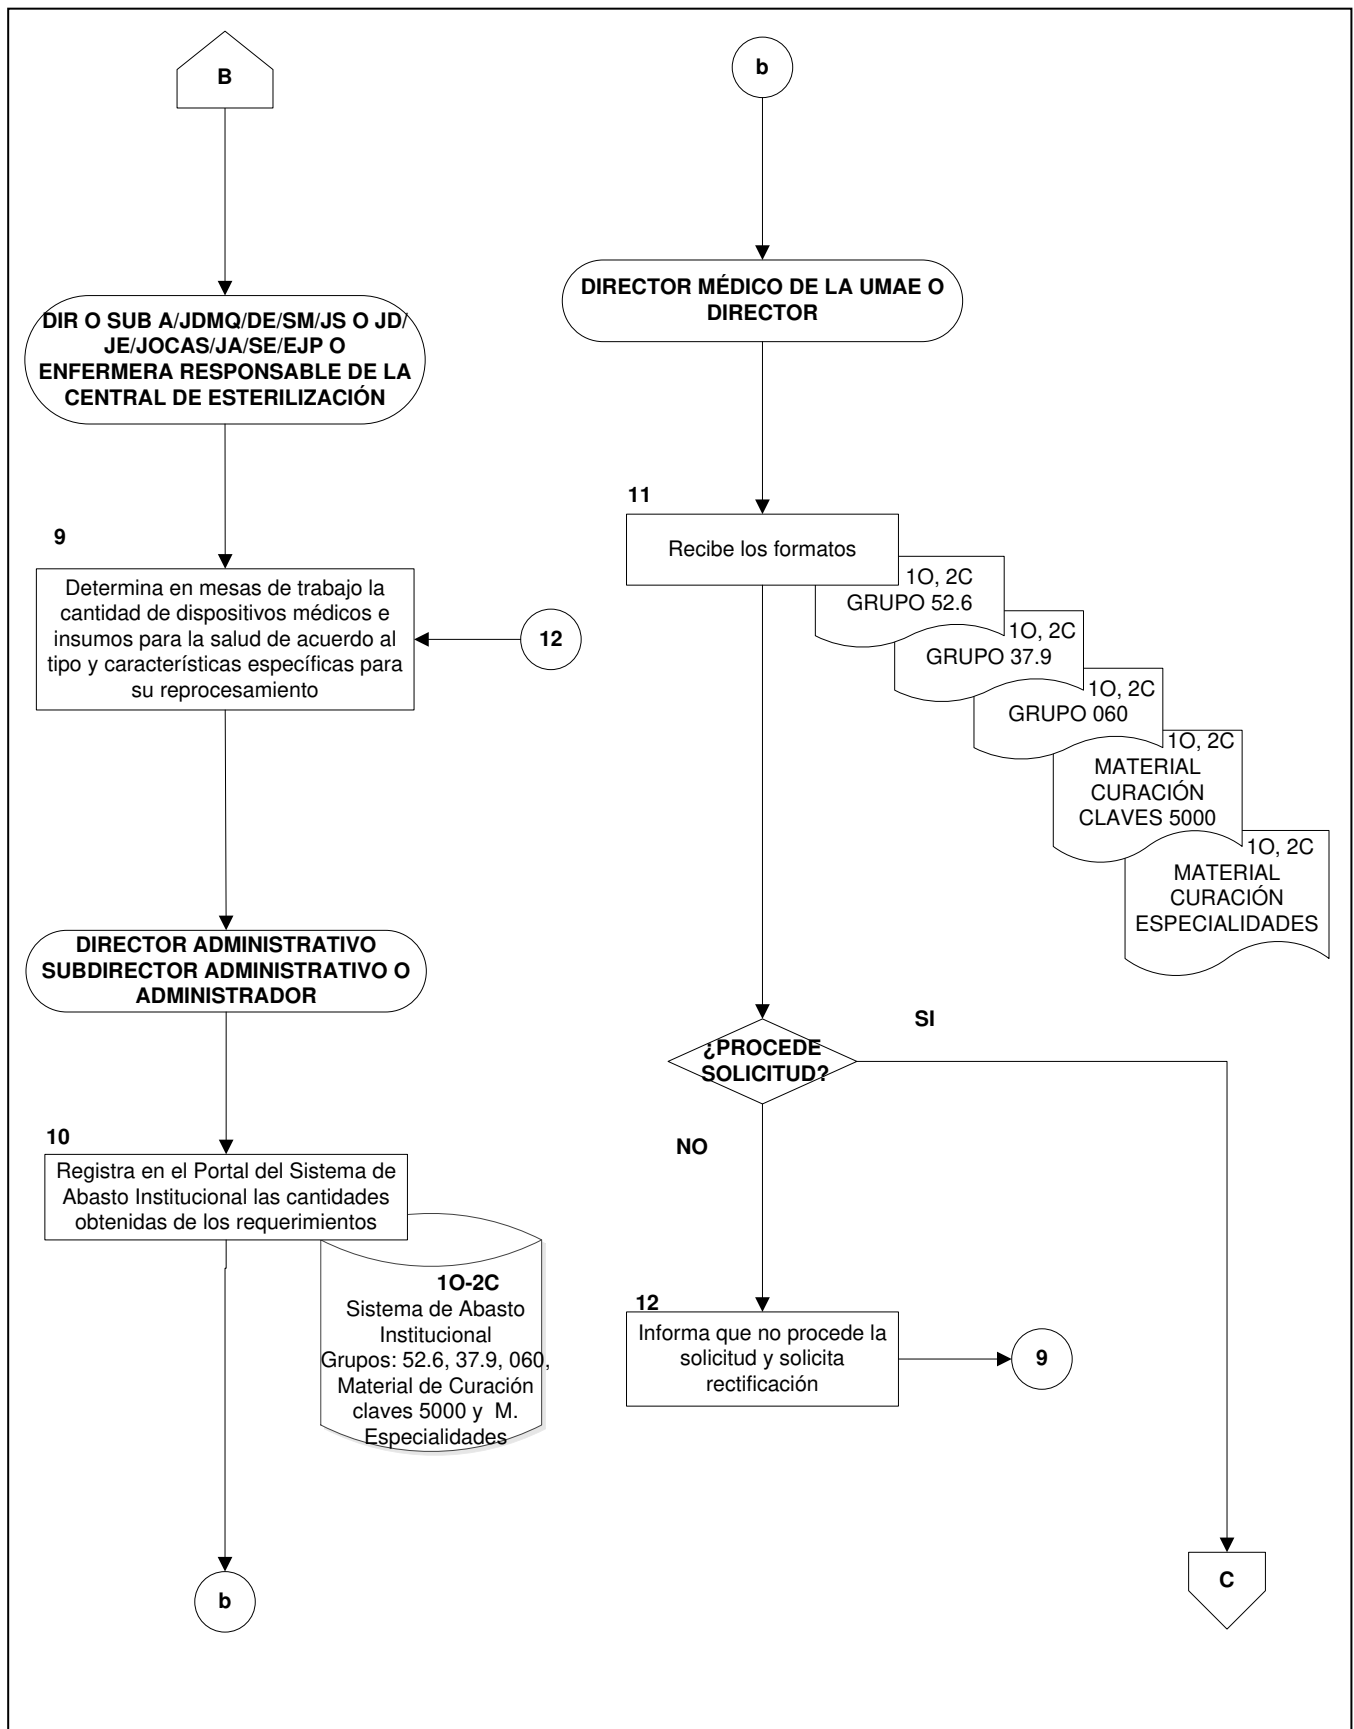 B
DIR O SUB A/JDMQ/DE/SM/JS O JD/
JE/JOCAS/JA/SE/EJP O
ENFERMERA RESPONSABLE DE LA
CENTRAL DE ESTERILIZACIÓN
9
Determina en mesas de trabajo la
cantidad de dispositivos médicos e
insumos para la salud de acuerdo al
tipo y características específicas para
su reprocesamiento
12
DIRECTOR ADMINISTRATIVO
SUBDIRECTOR ADMINISTRATIVO O
ADMINISTRADOR
10
Registra en el Portal del Sistema de
Abasto Institucional las cantidades
obtenidas de los requerimientos
1O-2C
Sistema de Abasto
Institucional
Grupos: 52.6, 37.9, 060,
Material de Curación
claves 5000 y M.
Especialidades
b
b
DIRECTOR MÉDICO DE LA UMAE O
DIRECTOR
11
Recibe los formatos
1O, 2C
GRUPO 52.6
1O, 2C
GRUPO 37.9
1O, 2C
GRUPO 060
1O, 2C
MATERIAL
CURACIÓN
CLAVES 5000
1O, 2C
MATERIAL
CURACIÓN
ESPECIALIDADES
¿PROCEDE
SOLICITUD?
SI
NO
12
Informa que no procede la
solicitud y solicita
rectificación
9
C